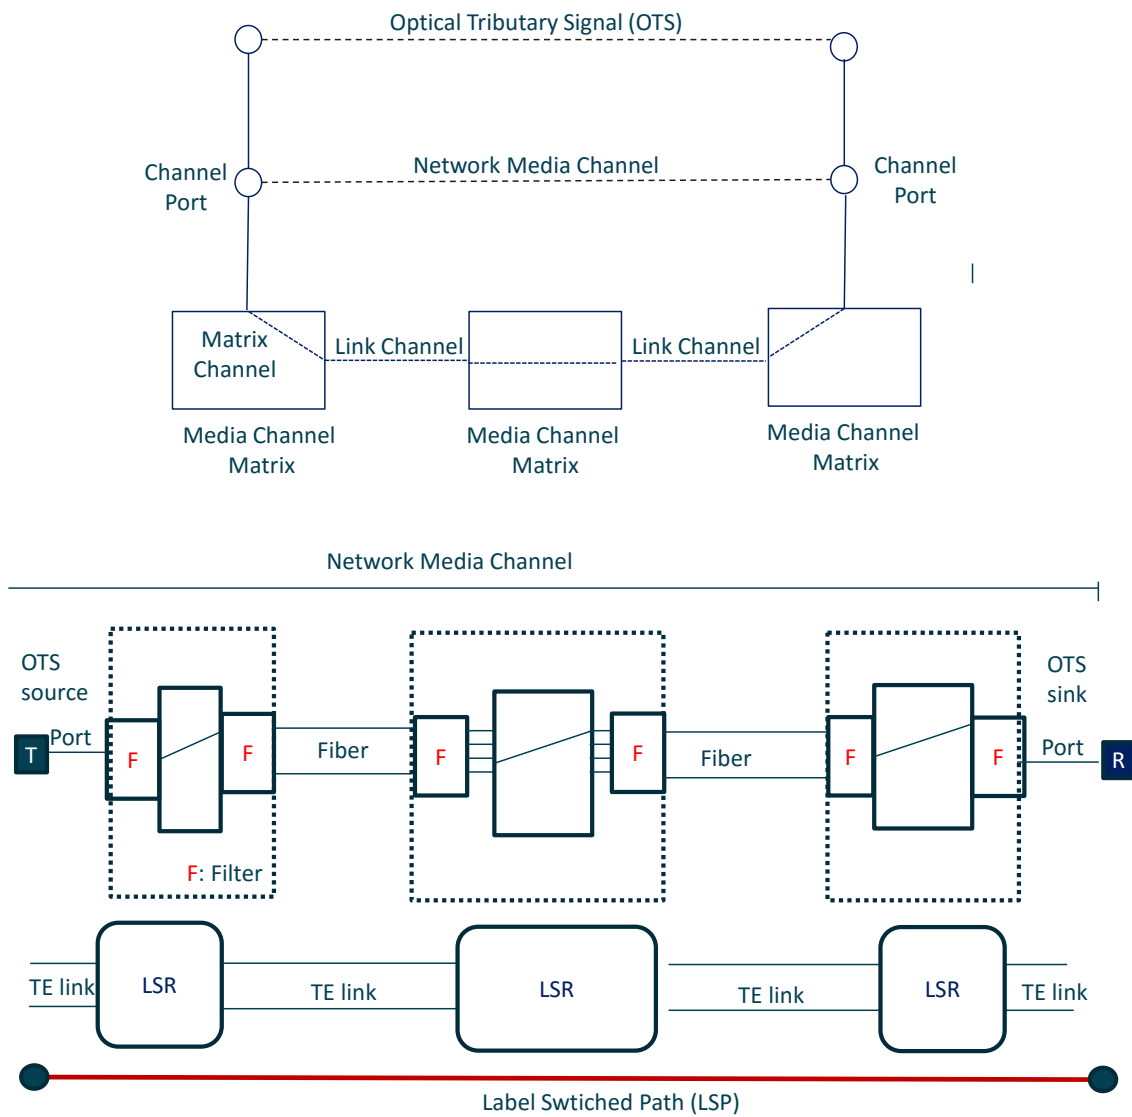 Optical Tributary Signal (OTS)
Channel
Port
Network Media Channel
Channel
Port
Matrix
Channel
Link Channel
Link Channel
Media Channel
Matrix
Media Channel
Matrix
Media Channel
Matrix
Network Media Channel
OTS
source
OTS
sink
T
Port
F
F
Fiber
F
F
Fiber
F
F
Port
R
F: Filter
TE link
LSR
TE link
LSR
TE link
LSR
TE link
Label Swtiched Path (LSP)